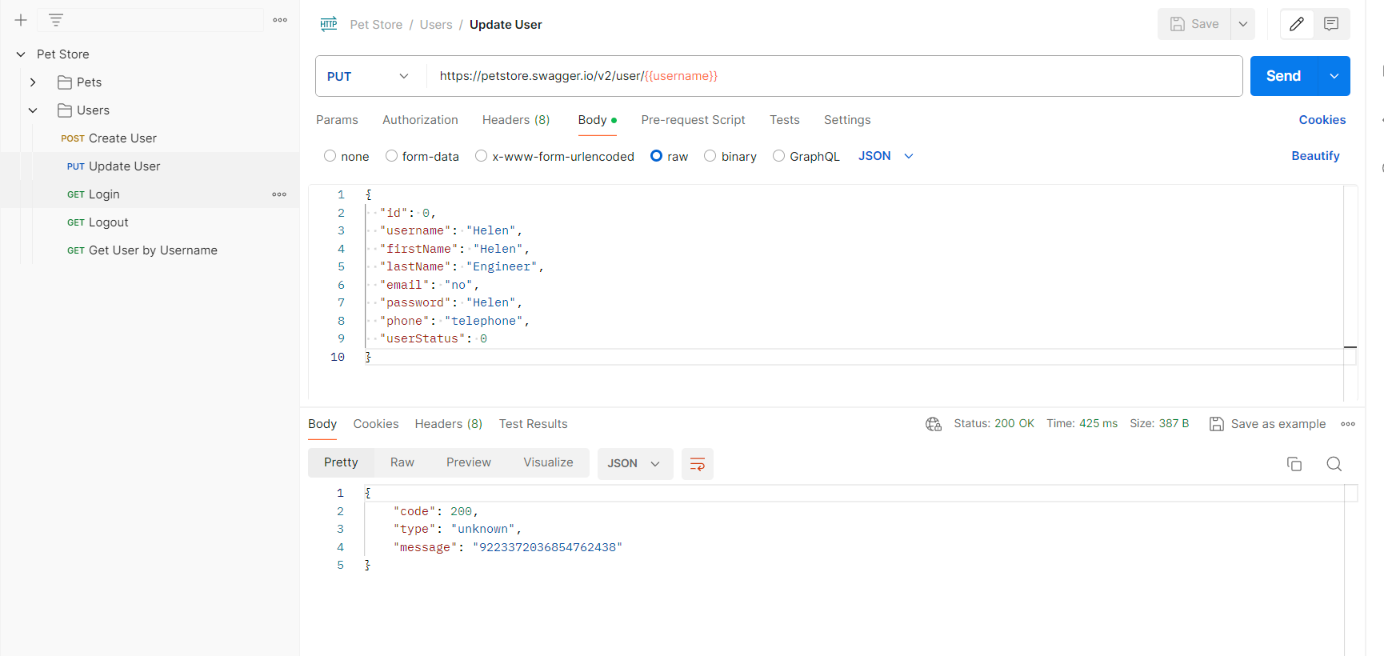 HTTP Pet Store / Users / Update User
Save
Pet Store
Pets
Users
POST Create User
PUT Update User
GET Login
GET Logout
GET Get User by Username
PUT https://petstore.swagger.io/v2/user/{{username}} Send
Params Authorization Headers (8) Body Pre-request Script Tests Settings Cookies
none form-data x-www-form-urlencoded raw binary GraphQL JSON Beautify
1 {
2 "id": 0,
3 "username": "Helen",
4 "firstName": "Helen",
5 "lastName": "Engineer",
6 "email": "no",
7 "password": "Helen",
8 "phone": "telephone",
9 "userStatus": 0
10 }
Body Cookies Headers (8) Test Results Status: 200 OK Time: 425 ms Size: 387 B Save as example
Pretty Raw Preview Visualize JSON
1 {
2 "code": 200,
3 "type": "unknown",
4 "message": "9223372036854762438"
5 }